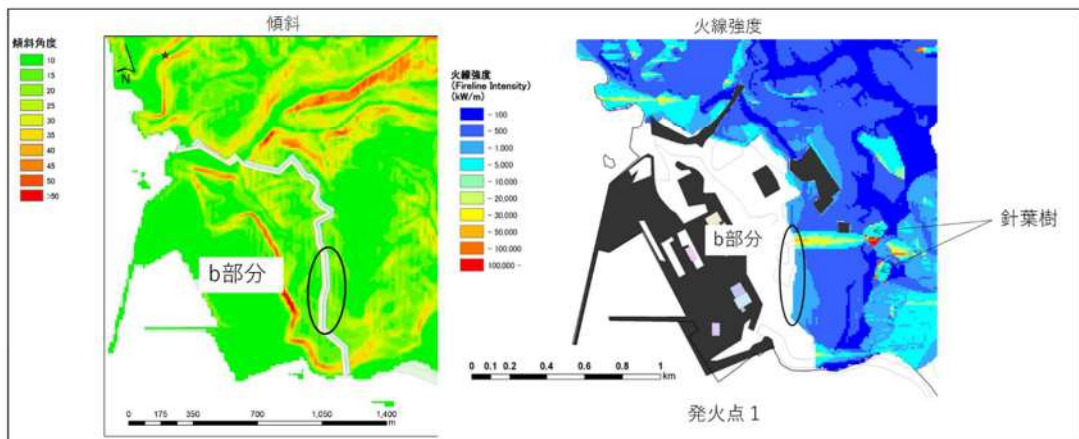 傾斜
傾斜角度
10
15
20
25
30
35
40
45
50
≥50
N
b部分
0 175 350 700 1,050 1,400
m
火線強度
火線強度
(Fireline Intensity)
(kW/m)
- 100
- 500
- 1,000
- 5,000
- 10,000
- 20,000
- 30,000
- 50,000
- 100,000
100,000 -
b部分
針葉樹
0 0.1 0.2 0.4 0.6 0.8 1
km
発火点 1